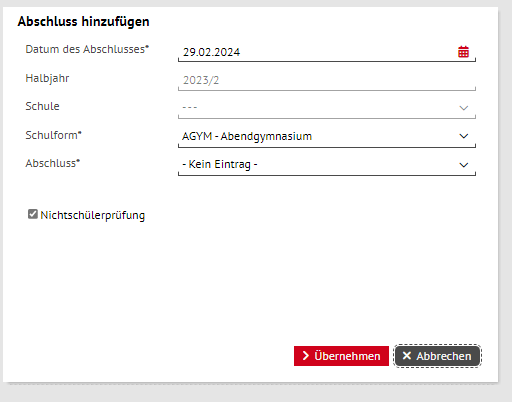 Abschluss hinzufügen
Datum des Abschlusses* 29.02.2024
Halbjahr 2023/2
Schule ---
Schulform* AGYM - Abendgymnasium
Abschluss* - Kein Eintrag -
Nichtschülerprüfung
Übernehmen Abbrechen